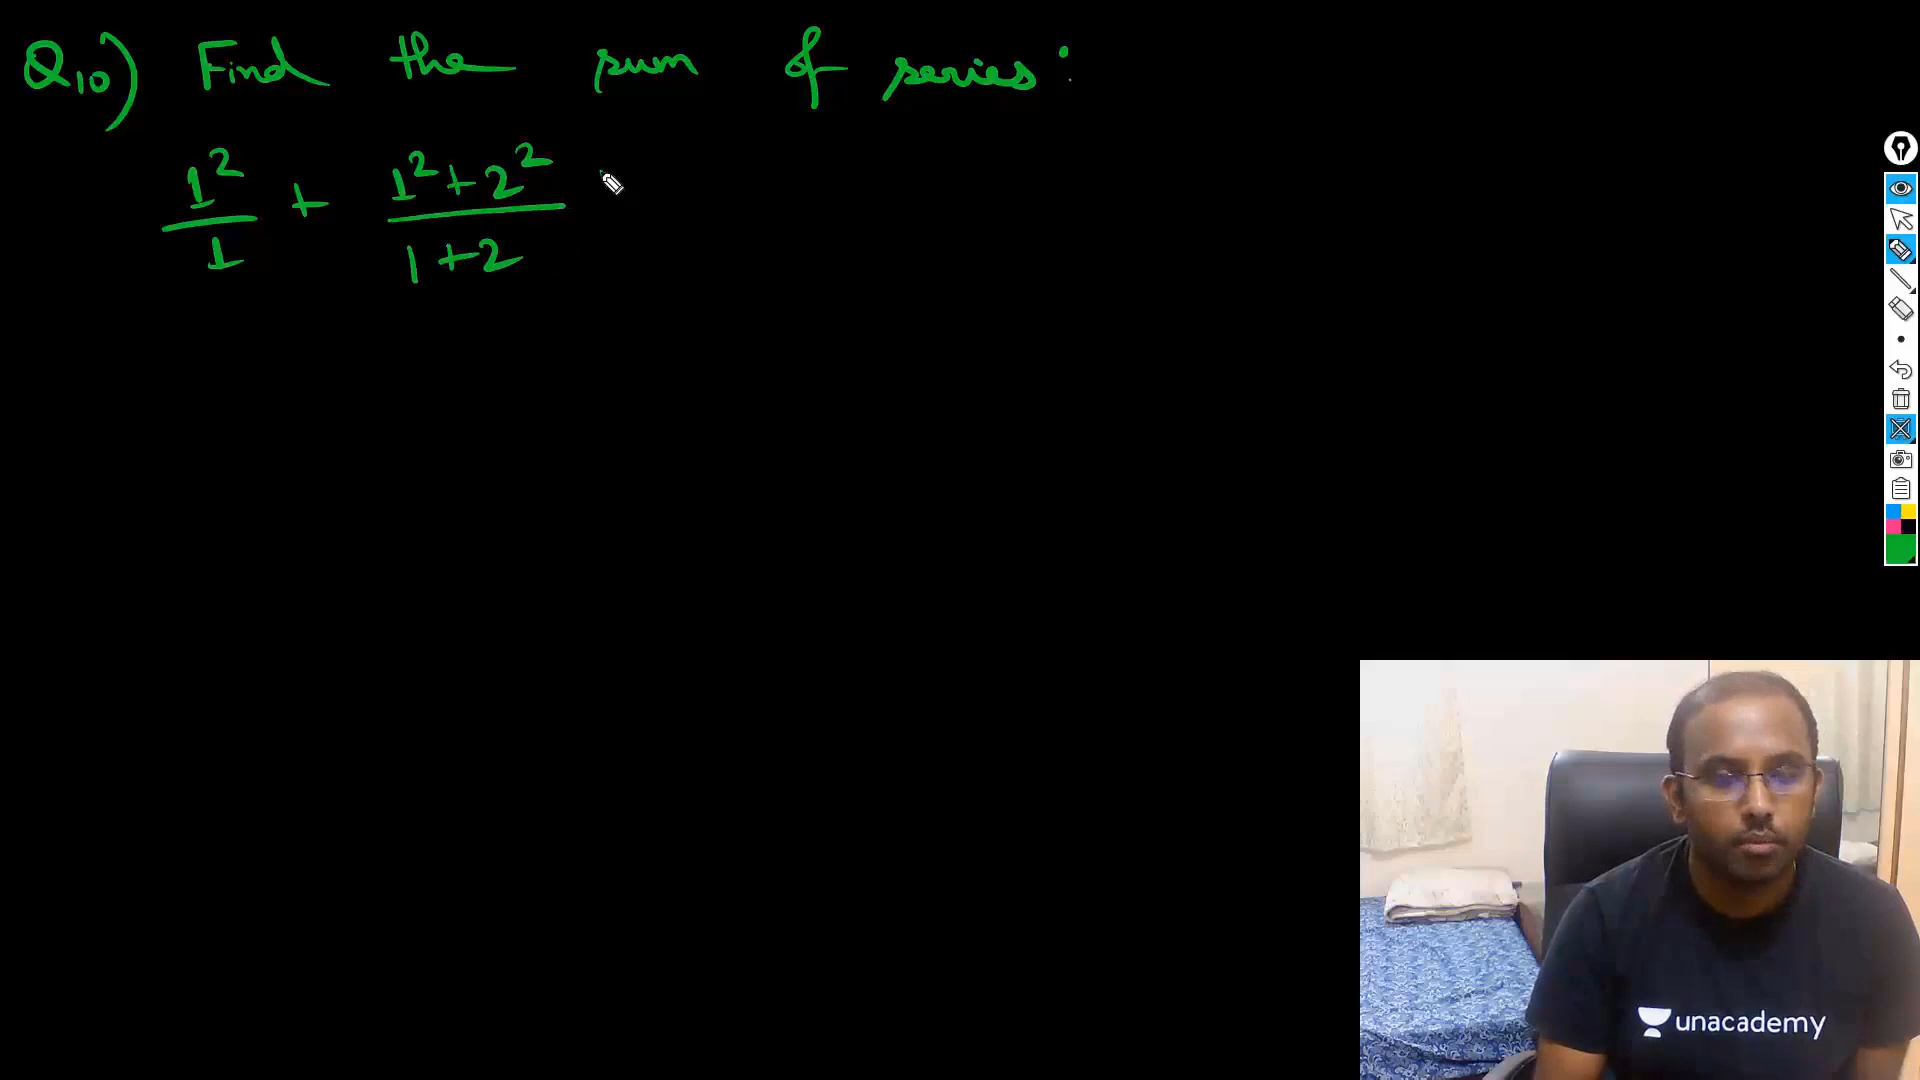 Q10) Find the sum of series:
1²/1 + (1²+2²)/(1+2)
unacademy